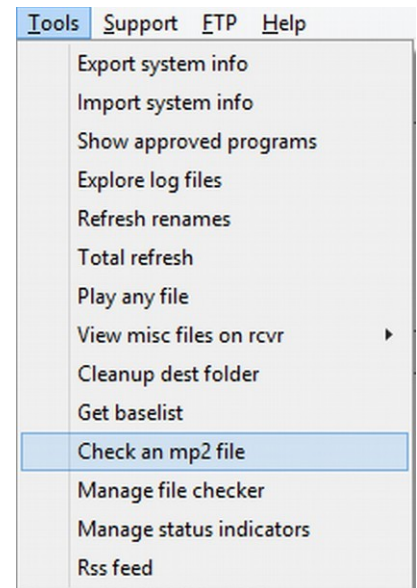 Tools Support FTP Help
Export system info
Import system info
Show approved programs
Explore log files
Refresh renames
Total refresh
Play any file
View misc files on rcvr
Cleanup dest folder
Get baselist
Check an mp2 file
Manage file checker
Manage status indicators
Rss feed